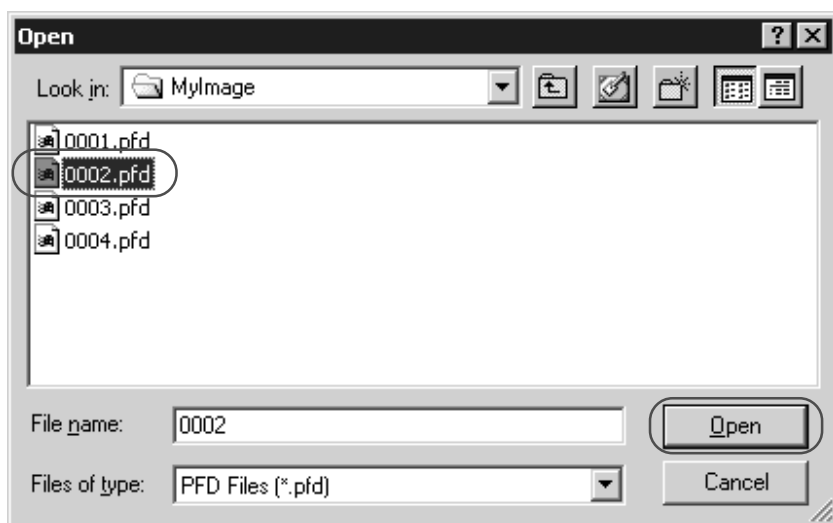 Open
Look in: MyImage
0001.pfd
0002.pfd
0003.pfd
0004.pfd
File name: 0002 Open
Files of type: PFD Files (*.pfd) Cancel